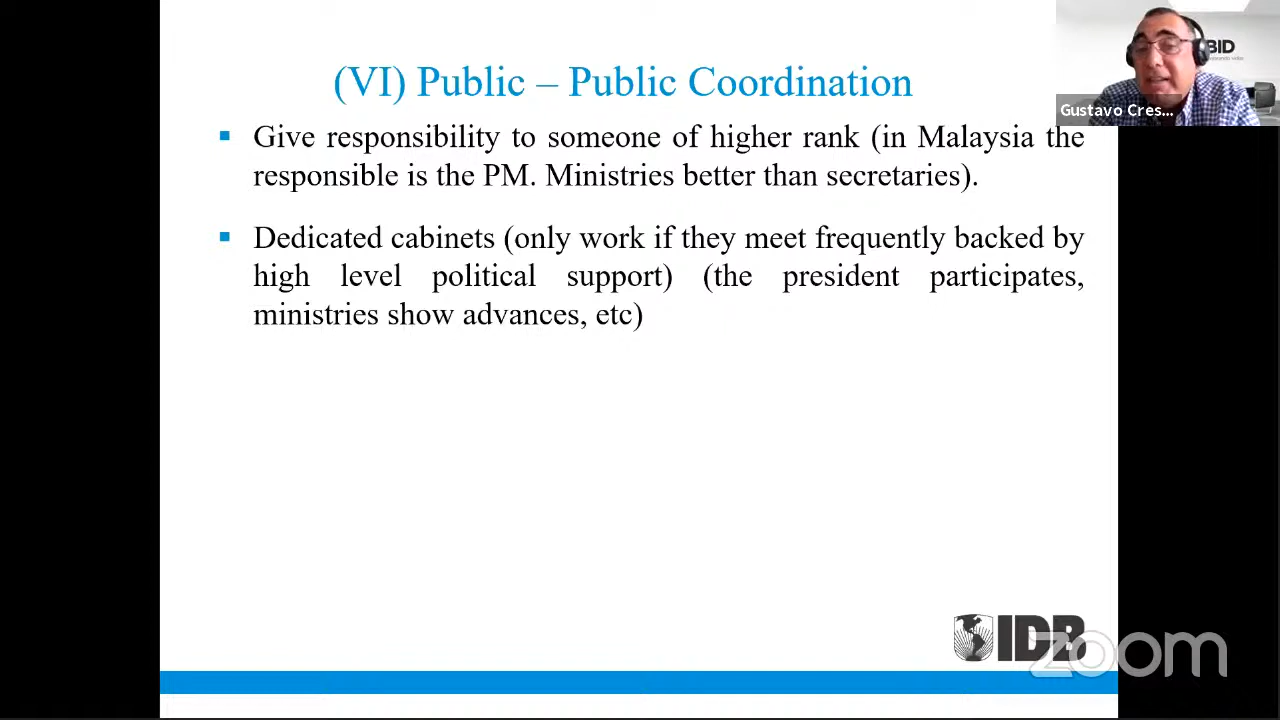 (VI) Public – Public Coordination
Give responsibility to someone of higher rank (in Malaysia the
responsible is the PM. Ministries better than secretaries).
Dedicated cabinets (only work if they meet frequently backed by
high level political support) (the president participates,
ministries show advances, etc)
BID
Gustavo Cres...
IDB
zoom